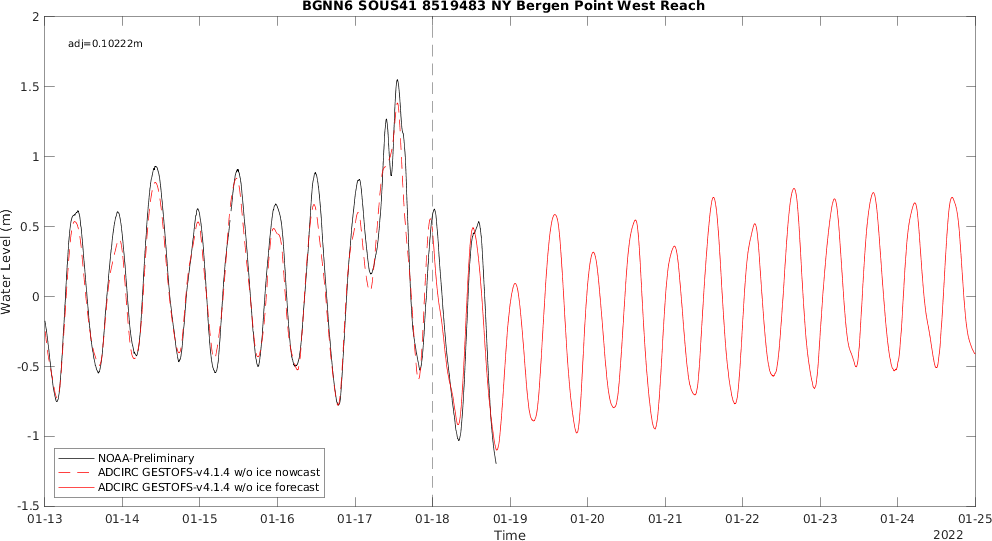 BGNN6 SOUS41 8519483 NY Bergen Point West Reach
adj=0.10222m
2
1.5
1
0.5
0
-0.5
-1
-1.5
Water Level (m)
NOAA-Preliminary
ADCIRC GESTOFS-v4.1.4 w/o ice nowcast
ADCIRC GESTOFS-v4.1.4 w/o ice forecast
01-13 01-14 01-15 01-16 01-17 01-18 01-19 01-20 01-21 01-22 01-23 01-24 01-25
Time
2022